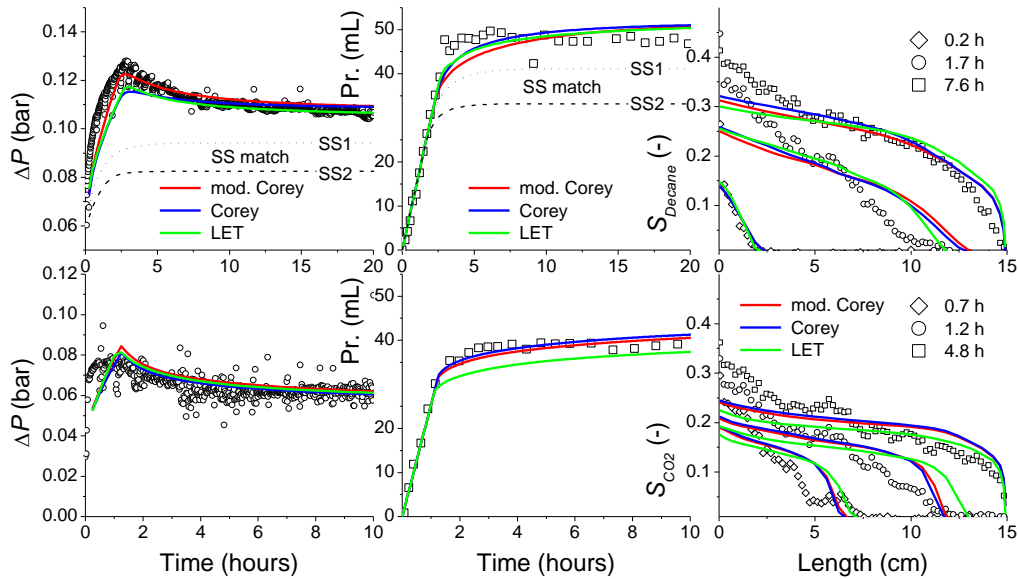 ΔP (bar)
0.14
0.12
0.10
0.08
0.06
SS1
SS match
SS2
mod. Corey
Corey
LET
0 5 10 15 20
Pr. (mL)
50
40
30
0
SS1
SS match
SS2
mod. Corey
Corey
LET
0 5 10 15 20
S_Decane (-)
0.4
0.3
0.2
0.1
0.2 h
1.7 h
7.6 h
0 5 10 15
ΔP (bar)
0.12
0.10
0.08
0.06
0.04
0.02
0.00
0 2 4 6 8 10
Time (hours)
Pr. (mL)
50
40
30
0
0 2 4 6 8 10
Time (hours)
S_CO2 (-)
0.4
0.3
0.2
0.1
mod. Corey
Corey
LET
0.7 h
1.2 h
4.8 h
0 5 10 15
Length (cm)